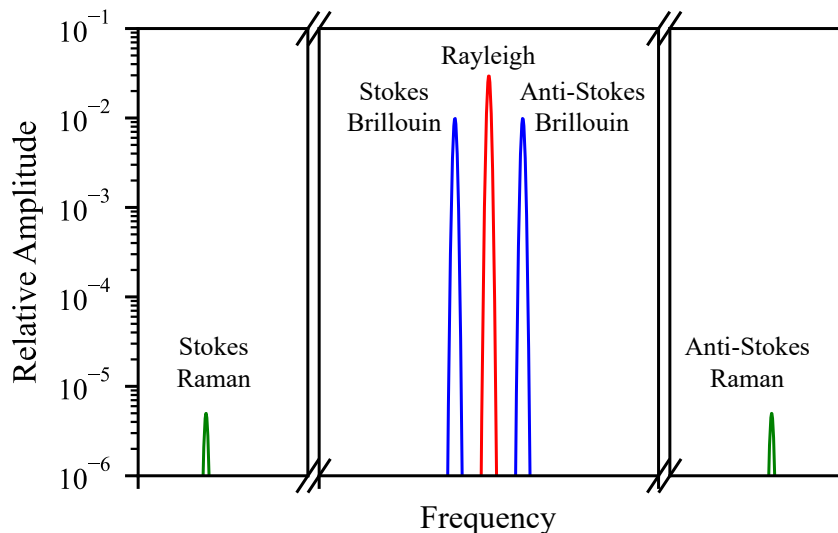 10⁻¹
10⁻²
10⁻³
10⁻⁴
10⁻⁵
10⁻⁶
Relative Amplitude
Stokes
Raman
Stokes
Brillouin
Rayleigh
Anti-Stokes
Brillouin
Anti-Stokes
Raman
Frequency